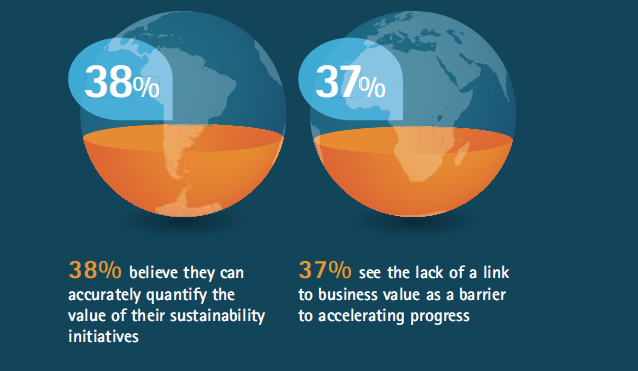 38%
37%
38% believe they can
accurately quantify the
value of their sustainability
initiatives
37% see the lack of a link
to business value as a barrier
to accelerating progress